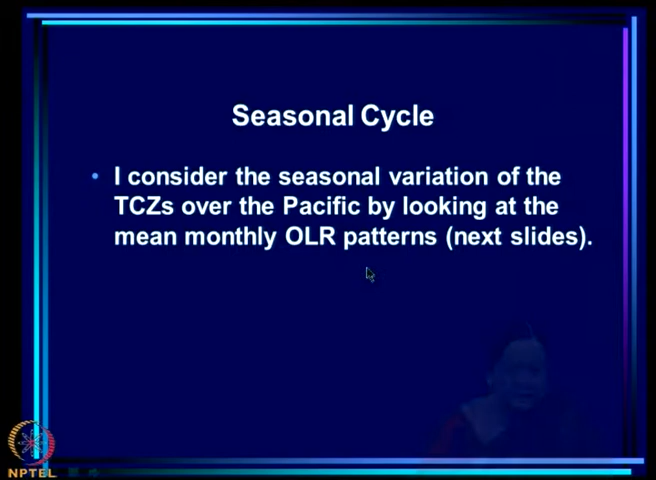 Seasonal Cycle
• I consider the seasonal variation of the
TCZs over the Pacific by looking at the
mean monthly OLR patterns (next slides).
NPTEL